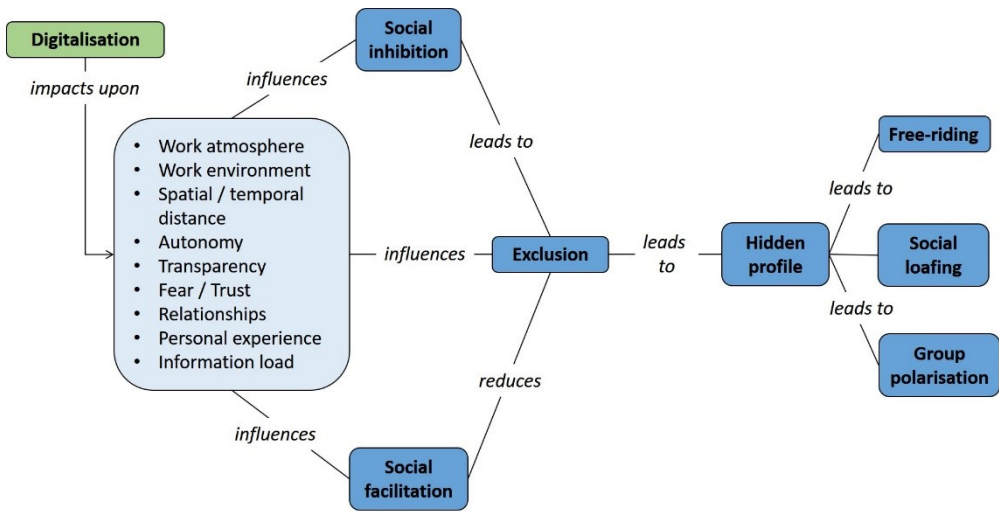 Digitalisation
impacts upon
• Work atmosphere
• Work environment
• Spatial / temporal
distance
• Autonomy
• Transparency
• Fear / Trust
• Relationships
• Personal experience
• Information load
influences
Social
inhibition
leads to
influences
Exclusion
influences
Social
facilitation
reduces
leads
to
Hidden
profile
leads to
Free-riding
Social
loafing
leads to
Group
polarisation